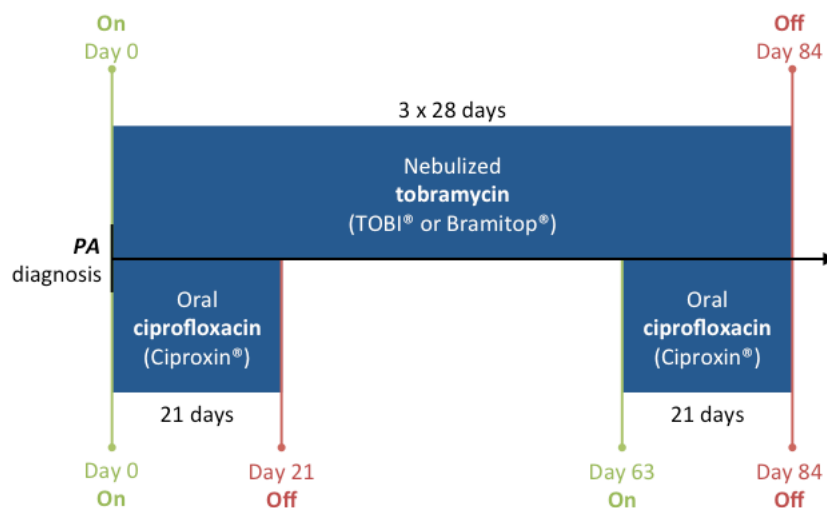 On
Day 0
Off
Day 84
3 x 28 days
Nebulized
tobramycin
(TOBI® or Bramitop®)
PA
diagnosis
Oral
ciprofloxacin
(Ciproxin®)
Oral
ciprofloxacin
(Ciproxin®)
21 days
21 days
Day 0
On
Day 21
Off
Day 63
On
Day 84
Off